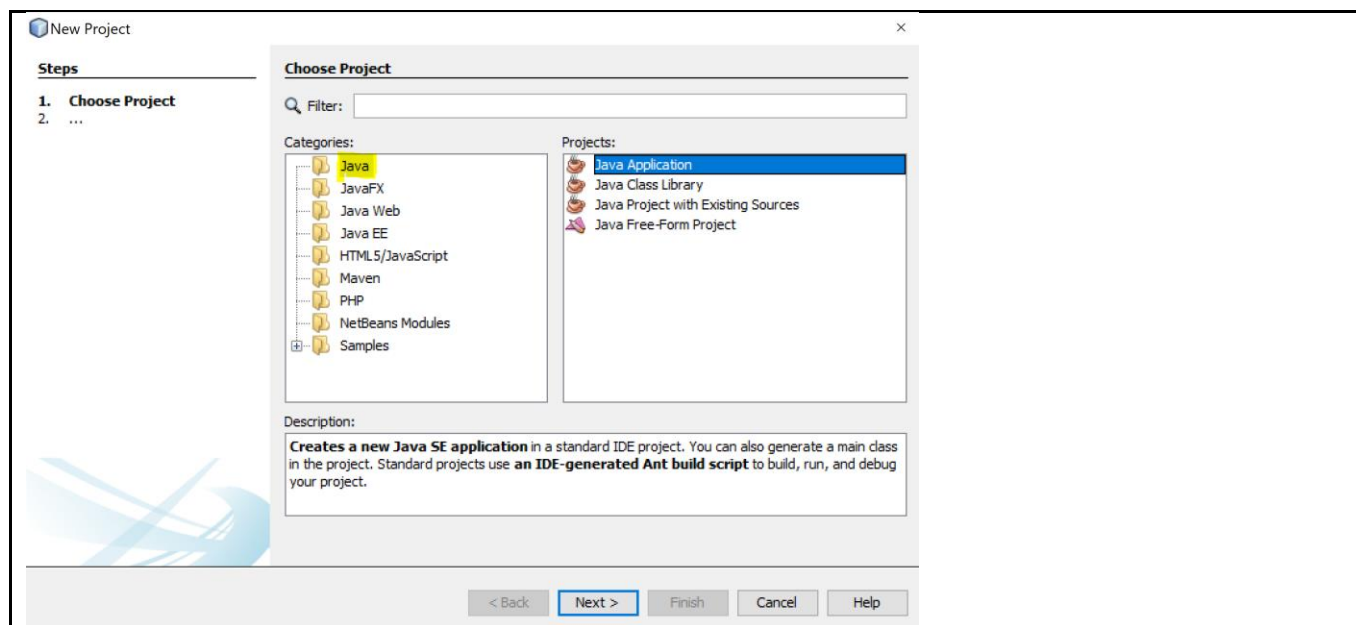 New Project
Steps
1. Choose Project
2. ...
Choose Project
Filter:
Categories:
Java
JavaFX
Java Web
Java EE
HTML5/JavaScript
Maven
PHP
NetBeans Modules
Samples
Projects:
Java Application
Java Class Library
Java Project with Existing Sources
Java Free-Form Project
Description:
Creates a new Java SE application in a standard IDE project. You can also generate a main class
in the project. Standard projects use an IDE-generated Ant build script to build, run, and debug
your project.
< Back Next > Finish Cancel Help